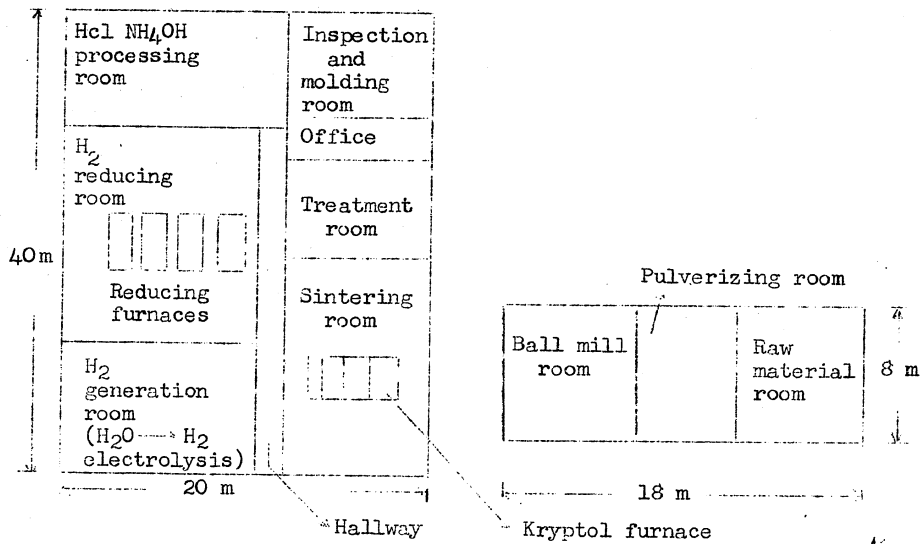 Hcl NH4OH
processing
room
Inspection
and
molding
room
Office
H2
reducing
room
Treatment
room
40 m
Reducing
furnaces
Sintering
room
H2
generation
room
(H2O----→ H2
electrolysis)
20 m
Hallway
Kryptol furnace
Pulverizing room
Ball mill
room
Raw
material
room
8 m
18 m